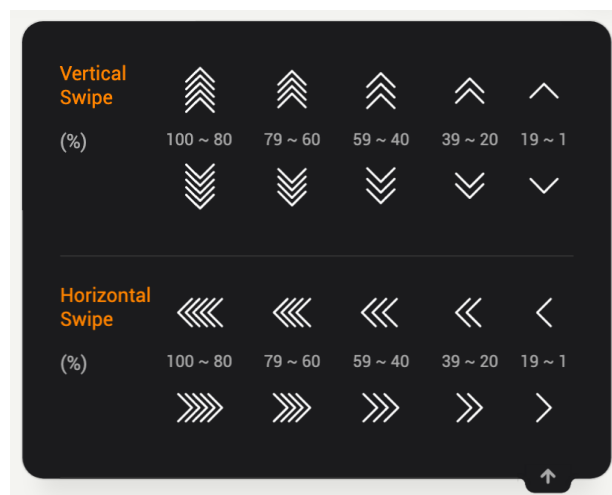 Vertical
Swipe
(%)
100 ~ 80 79 ~ 60 59 ~ 40 39 ~ 20 19 ~ 1
Horizontal
Swipe
(%)
100 ~ 80 79 ~ 60 59 ~ 40 39 ~ 20 19 ~ 1